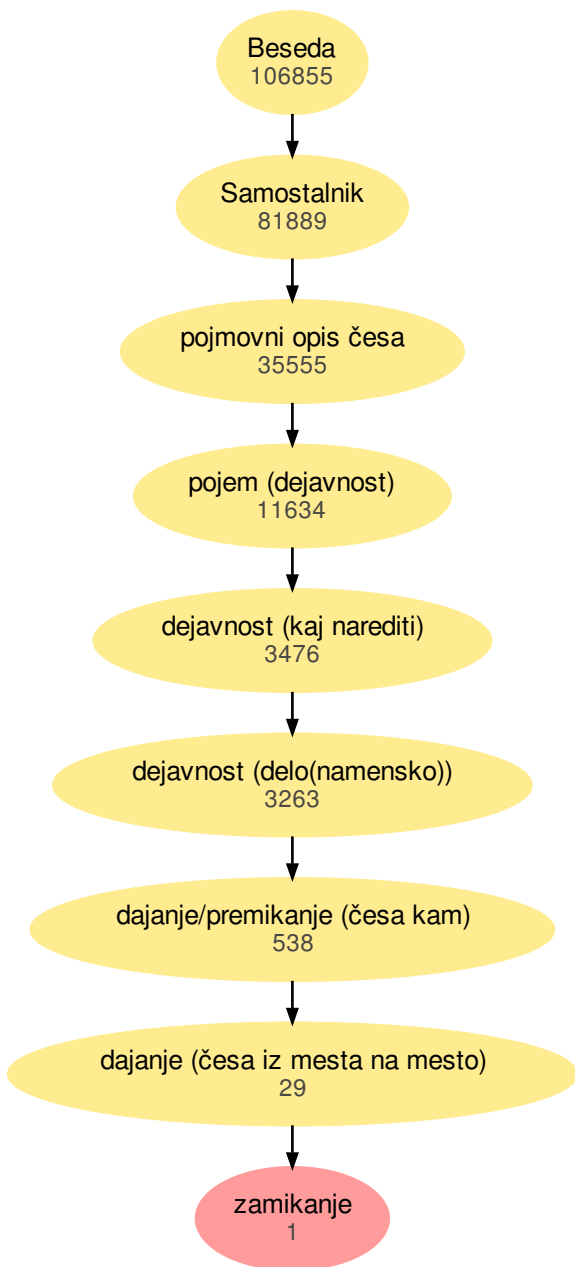 Beseda
106855
Samostalnik
81889
pojmovni opis česa
35555
pojem (dejavnost)
11634
dejavnost (kaj narediti)
3476
dejavnost (delo(namensko))
3263
dajanje/premikanje (česa kam)
538
dajanje (česa iz mesta na mesto)
29
zamikanje
1